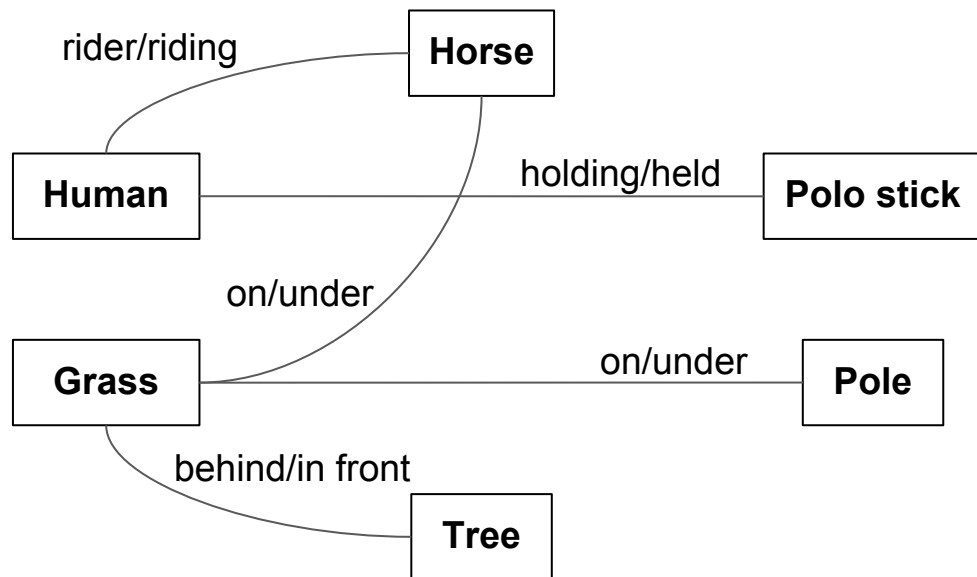 rider/riding
Horse
Human
holding/held
Polo stick
on/under
Grass
on/under
Pole
behind/in front
Tree